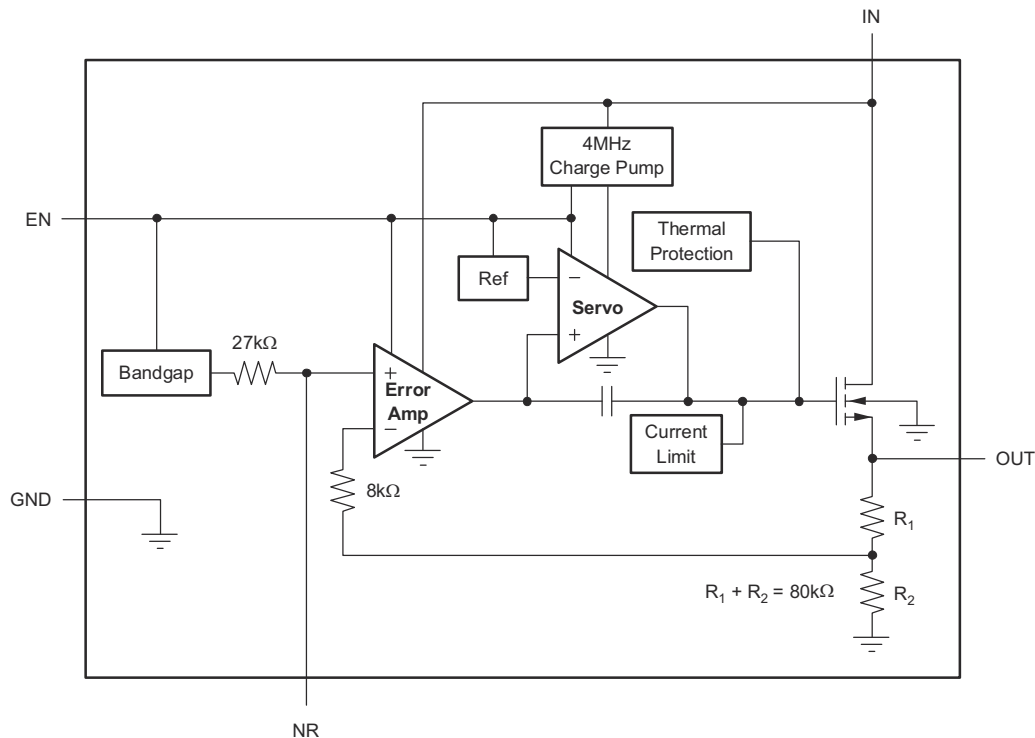 IN
4MHz
Charge Pump
EN
Thermal
Protection
Ref
−
Servo
+
27kΩ
Bandgap
+
Error
Amp
−
Current
Limit
OUT
8kΩ
GND
R1
R1 + R2 = 80kΩ
R2
NR